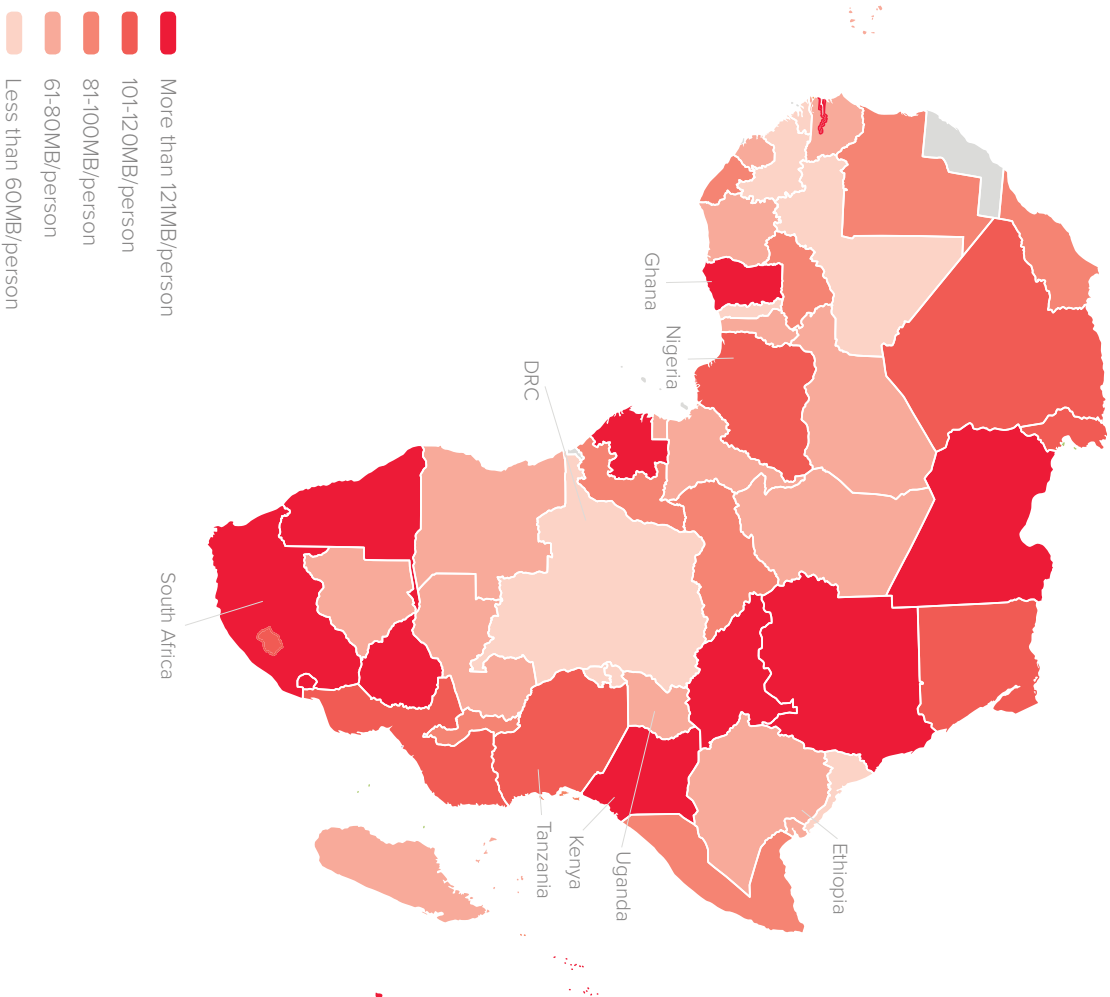 More than 121MB/person
101-120MB/person
81-100MB/person
61-80MB/person
Less than 60MB/person
Ghana
Nigeria
DRC
South Africa
Ethiopia
Uganda
Kenya
Tanzania